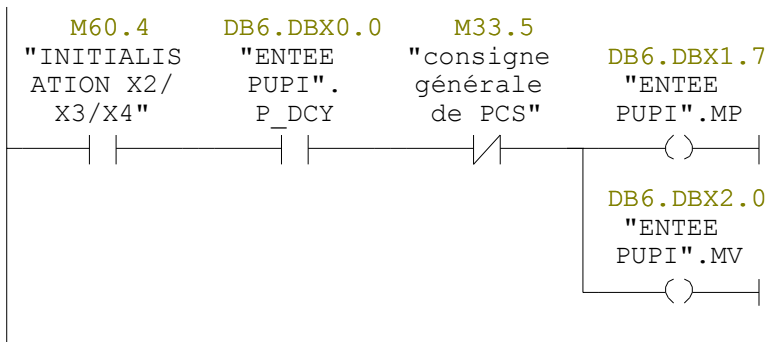 M60.4
"INITIALIS
ATION X2/
X3/X4"
DB6.DBX0.0
"ENTEE
PUPI".
P_DCY
M33.5
"consigne
générale
de PCS"
DB6.DBX1.7
"ENTEE
PUPI".MP
DB6.DBX2.0
"ENTEE
PUPI".MV